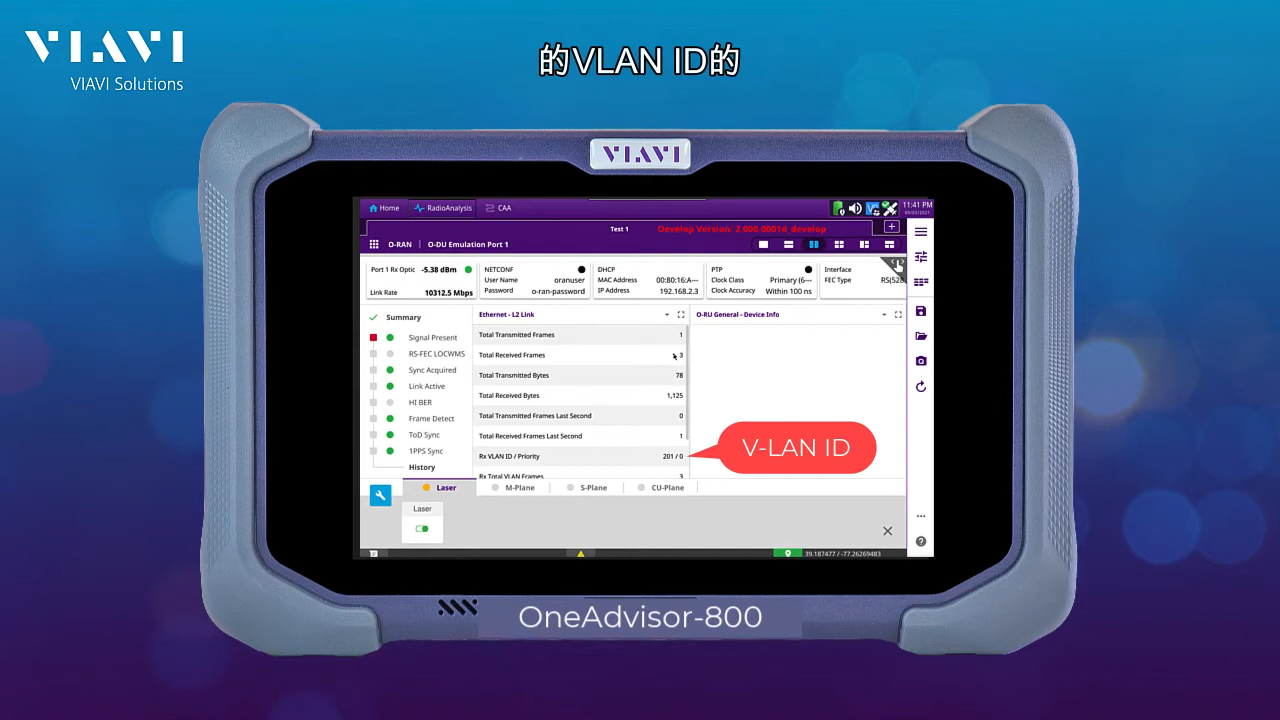 VIAVI
VIAVI Solutions
的VLAN ID的
VIAVI
Home RadioAnalysis CAA
11:41 PM
Test 1 Develop Version: 2.000.0001d_develop
O-RAN | O-DU Emulation Port 1
Port 1 Rx Optic -5.38 dBm
Link Rate 10312.5 Mbps
NETCONF
User Name oranuser
Password o-ran-password
DHCP
MAC Address 00:80:16:A---
IP Address 192.168.2.3
PTP
Clock Class Primary (6---
Clock Accuracy Within 100 ns
Interface
FEC Type RS(528,
Summary
Signal Present
RS-FEC LOCWMS
Sync Acquired
Link Active
HI BER
Frame Detect
ToD Sync
1PPS Sync
History
Ethernet - L2 Link
Total Transmitted Frames 1
Total Received Frames 3
Total Transmitted Bytes 78
Total Received Bytes 1,125
Total Transmitted Frames Last Second 0
Total Received Frames Last Second 1
Rx VLAN ID / Priority 201 / 0
Rx Total VLAN Frames 3
O-RU General - Device Info
V-LAN ID
Laser M-Plane S-Plane CU-Plane
Laser
39.187477 / -77.26269483
OneAdvisor-800